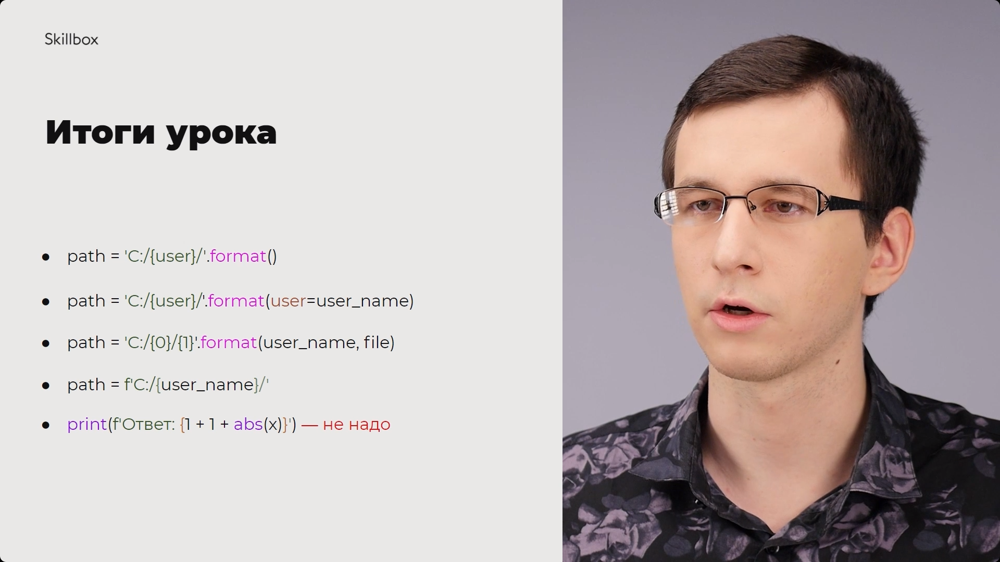 Skillbox
Итоги урока
● path = 'C:/{user}/'.format()
● path = 'C:/{user}/'.format(user=user_name)
● path = 'C:/{0}/{1}'.format(user_name, file)
● path = f'C:/{user_name}/'
● print(f'Ответ: {1 + 1 + abs(x)}') — не надо